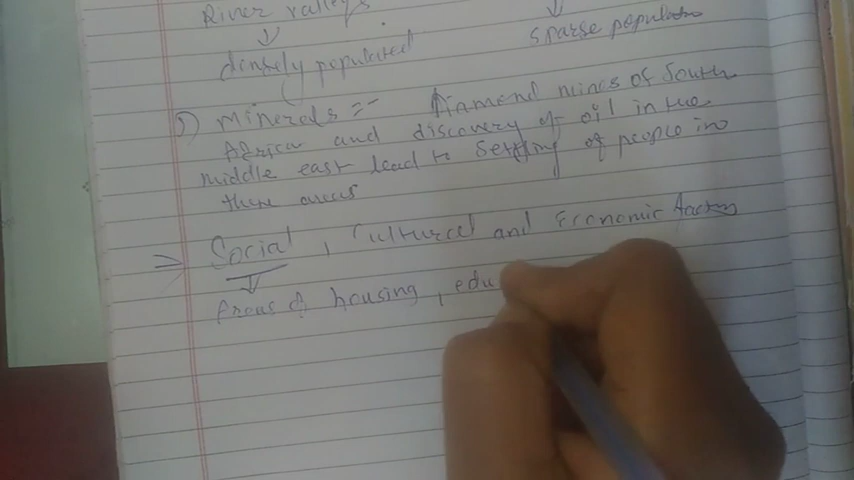 River valleys
densely populated
sparse population
5) Minerals :- Diamond mines of South
Africa and discovery of oil in the
middle east lead to Settling of people in
these areas
⇒ Social, Cultural and Economic factors
Areas of housing, edu